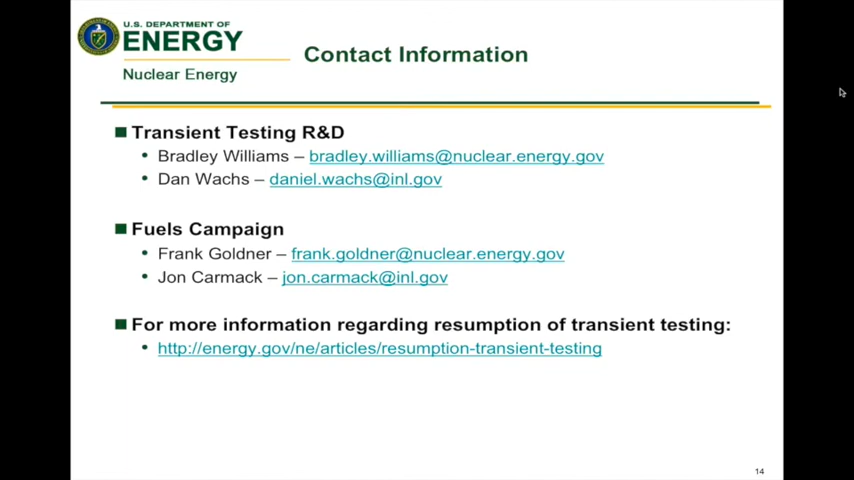 U.S. DEPARTMENT OF
ENERGY
Nuclear Energy
Contact Information
Transient Testing R&D
• Bradley Williams – bradley.williams@nuclear.energy.gov
• Dan Wachs – daniel.wachs@inl.gov
Fuels Campaign
• Frank Goldner – frank.goldner@nuclear.energy.gov
• Jon Carmack – jon.carmack@inl.gov
For more information regarding resumption of transient testing:
• http://energy.gov/ne/articles/resumption-transient-testing
14